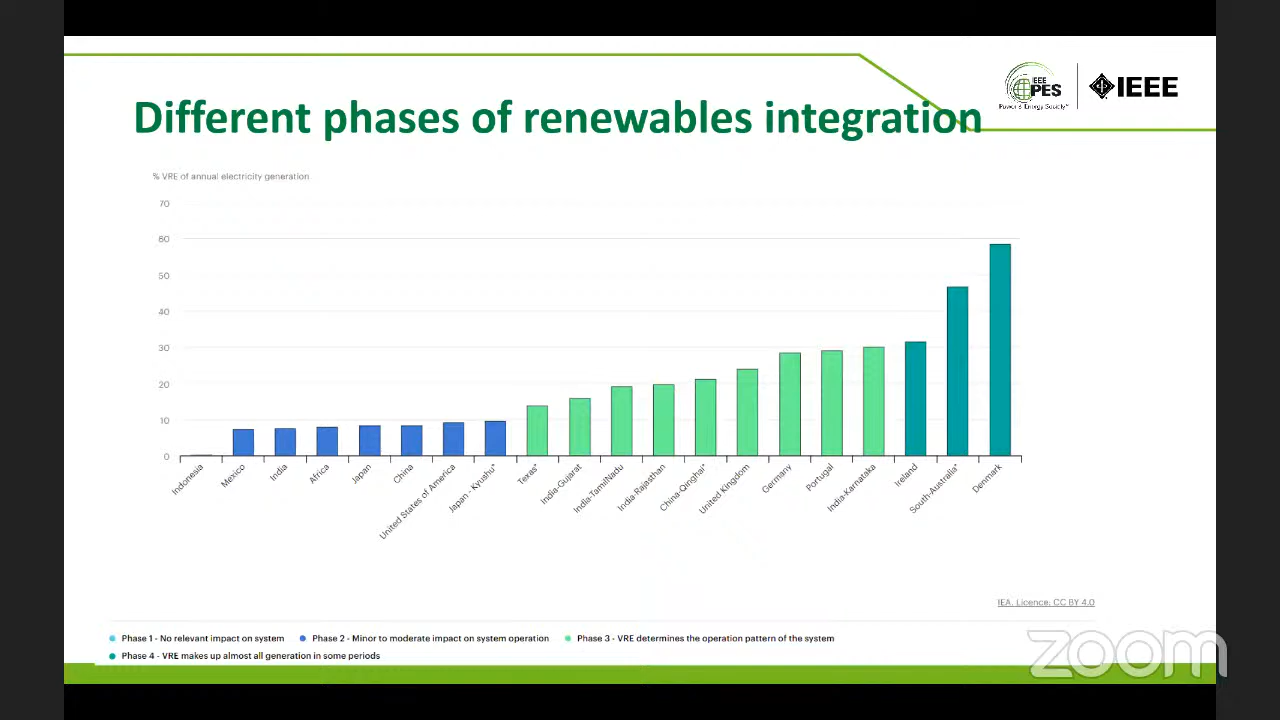 IEEE
PES
Power & Energy Society®
IEEE
Different phases of renewables integration
% VRE of annual electricity generation
70
60
50
40
30
20
10
0
Indonesia
Mexico
India
Africa
Japan
China
United States of America
Japan - Kyushu*
Texas*
India-Gujarat
India-TamilNadu
India-Rajasthan
China-Qinghai*
United Kingdom
Germany
Portugal
India-Karnataka
Ireland
South-Australia*
Denmark
IEA. Licence. CC BY 4.0
Phase 1 - No relevant impact on system
Phase 2 - Minor to moderate impact on system operation
Phase 3 - VRE determines the operation pattern of the system
Phase 4 - VRE makes up almost all generation in some periods
zoom